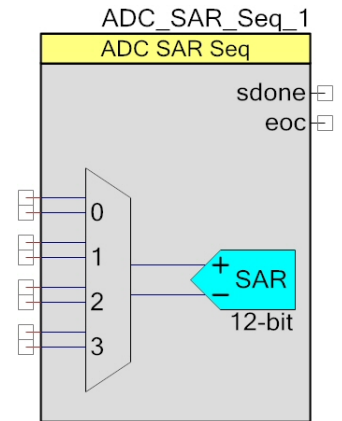 ADC_SAR_Seq_1
ADC SAR Seq
sdone
eoc
0
1
+
SAR
2
−
12-bit
3